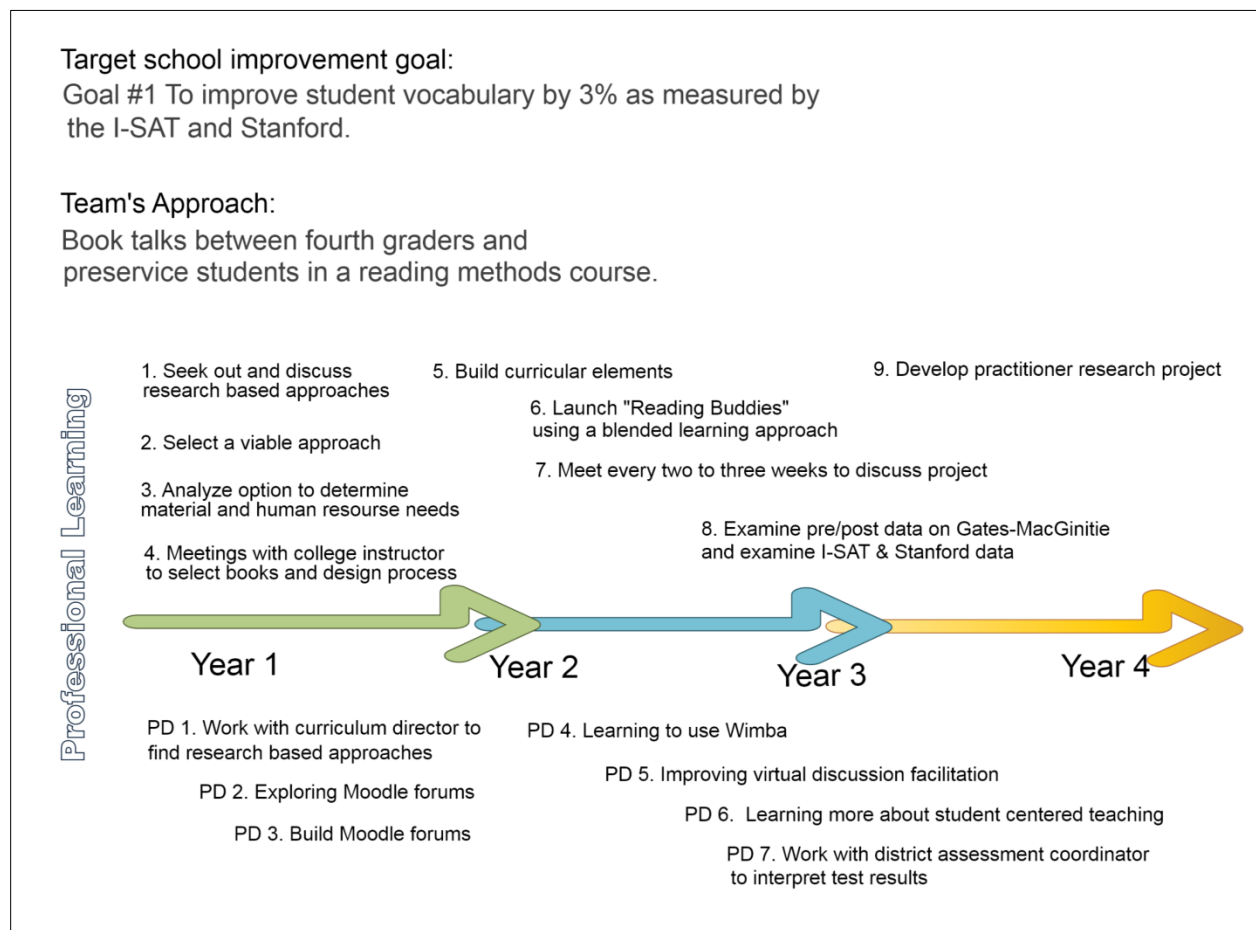 Target school improvement goal:
Goal #1 To improve student vocabulary by 3% as measured by
the I-SAT and Stanford.
Team's Approach:
Book talks between fourth graders and
preservice students in a reading methods course.
Professional Learning
1. Seek out and discuss
research based approaches
2. Select a viable approach
3. Analyze option to determine
material and human resourse needs
4. Meetings with college instructor
to select books and design process
5. Build curricular elements
6. Launch "Reading Buddies"
using a blended learning approach
7. Meet every two to three weeks to discuss project
8. Examine pre/post data on Gates-MacGinitie
and examine I-SAT & Stanford data
9. Develop practitioner research project
Year 1
Year 2
Year 3
Year 4
PD 1. Work with curriculum director to
find research based approaches
PD 2. Exploring Moodle forums
PD 3. Build Moodle forums
PD 4. Learning to use Wimba
PD 5. Improving virtual discussion facilitation
PD 6. Learning more about student centered teaching
PD 7. Work with district assessment coordinator
to interpret test results